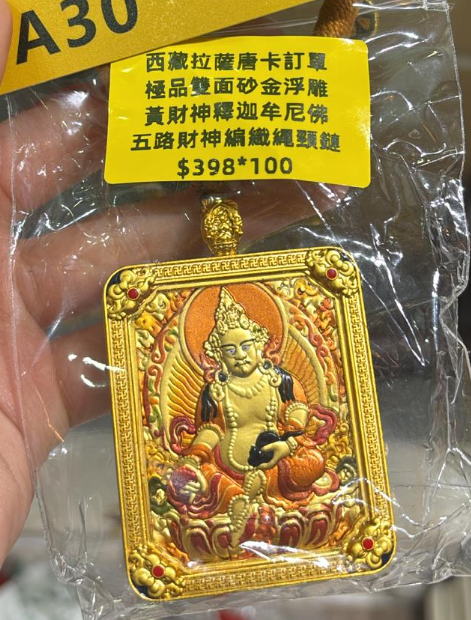 A30
西藏拉薩唐卡訂單
極品雙面砂金浮雕
黃財神釋迦牟尼佛
五路財神編織繩頸鏈
$398*100